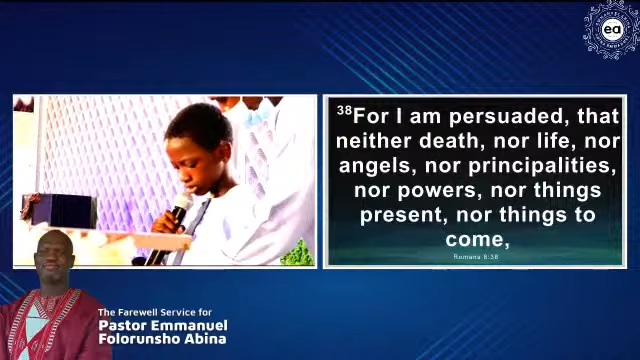 ea
³⁸For I am persuaded, that
neither death, nor life, nor
angels, nor principalities,
nor powers, nor things
present, nor things to
come,
Romans 8:38
The Farewell Service for
Pastor Emmanuel
Folorunsho Abina